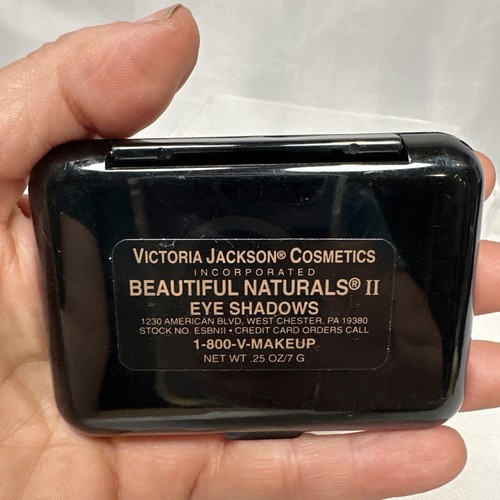 VICTORIA JACKSON® COSMETICS
INCORPORATED
BEAUTIFUL NATURALS® II
EYE SHADOWS
1230 AMERICAN BLVD, WEST CHESTER, PA 19380
STOCK NO. ESBNII • CREDIT CARD ORDERS CALL
1-800-V-MAKEUP
NET WT .25 OZ/7 G